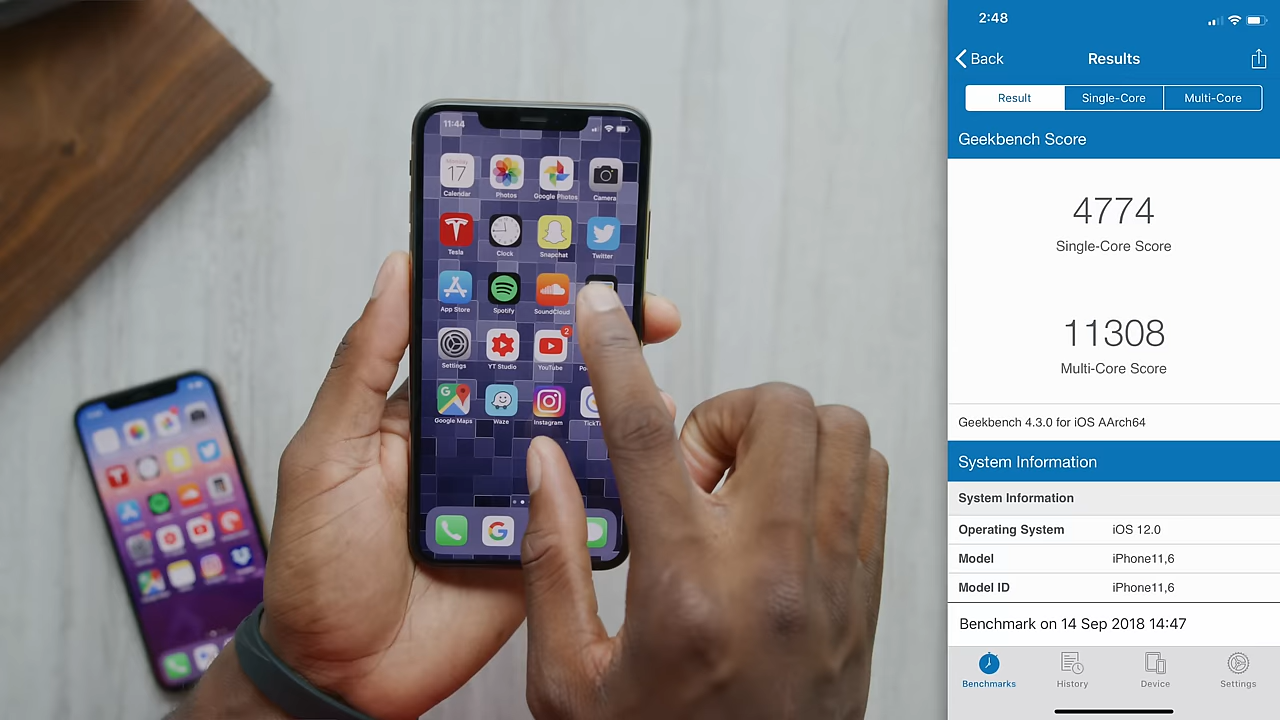 11:44
Monday
17
Calendar
Photos
Google Photos
Camera
Tesla
Clock
Snapchat
Twitter
App Store
Spotify
SoundCloud
2
Settings
YT Studio
YouTube
Google Maps
Waze
Instagram
2:48
Back
Results
Result
Single-Core
Multi-Core
Geekbench Score
4774
Single-Core Score
11308
Multi-Core Score
Geekbench 4.3.0 for iOS AArch64
System Information
System Information
Operating System iOS 12.0
Model iPhone11,6
Model ID iPhone11,6
Benchmark on 14 Sep 2018 14:47
Benchmarks
History
Device
Settings